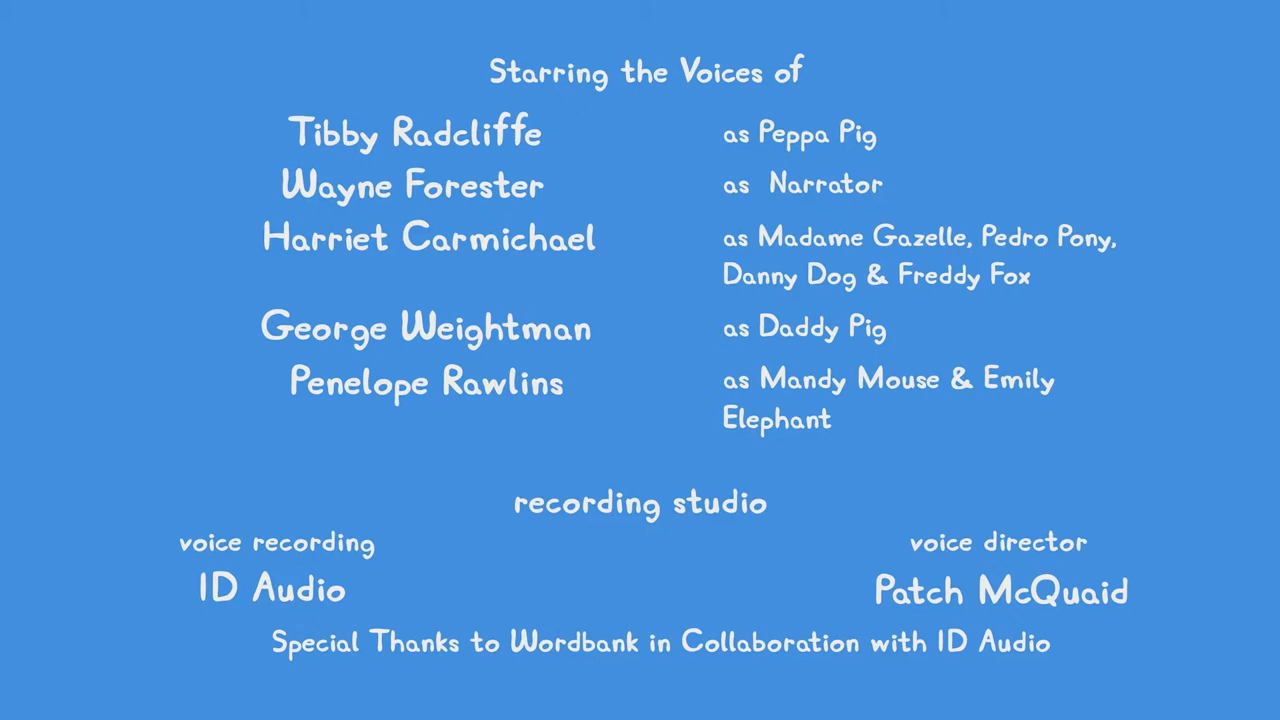 Starring the Voices of
Tibby Radcliffe as Peppa Pig
Wayne Forester as Narrator
Harriet Carmichael as Madame Gazelle, Pedro Pony,
Danny Dog & Freddy Fox
George Weightman as Daddy Pig
Penelope Rawlins as Mandy Mouse & Emily
Elephant
recording studio
voice recording voice director
ID Audio Patch McQuaid
Special Thanks to Wordbank in Collaboration with ID Audio